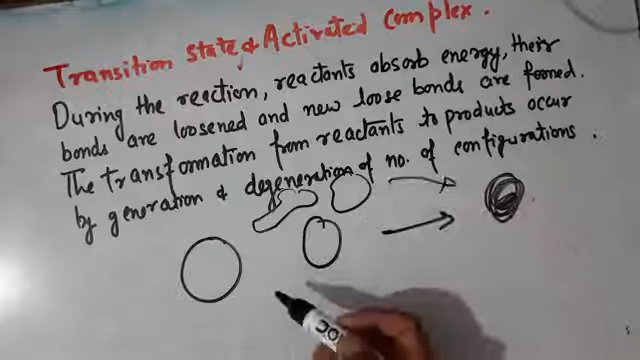 Transition state & Activated Complex.
During the reaction, reactants absorb energy, their
bonds are loosened and new loose bonds are formed.
The transformation from reactants to products occur
by generation & degeneration of no. of configurations.